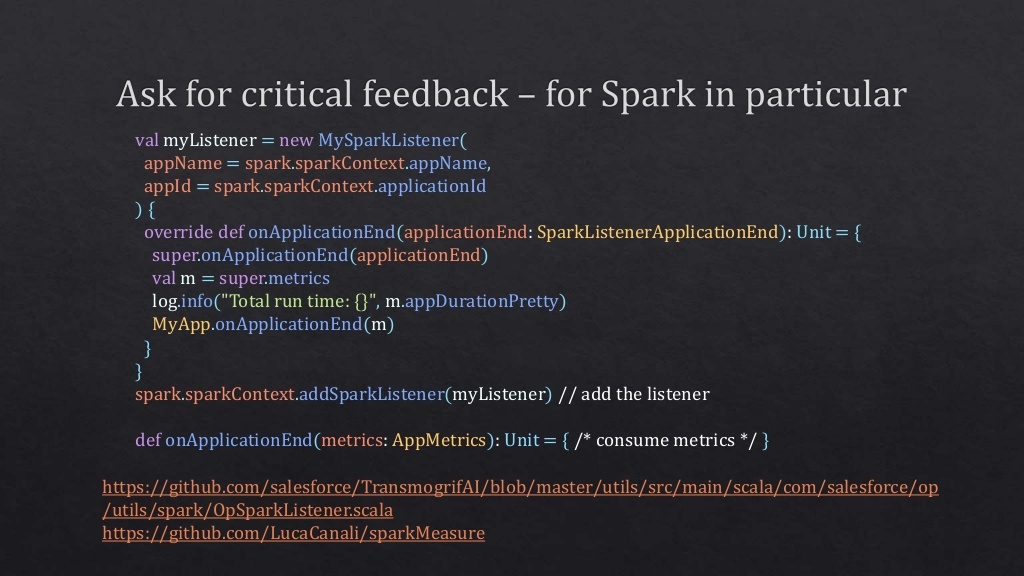 Ask for critical feedback – for Spark in particular
val myListener = new MySparkListener(
appName = spark.sparkContext.appName,
appId = spark.sparkContext.applicationId
) {
override def onApplicationEnd(applicationEnd: SparkListenerApplicationEnd): Unit = {
super.onApplicationEnd(applicationEnd)
val m = super.metrics
log.info("Total run time: {}", m.appDurationPretty)
MyApp.onApplicationEnd(m)
}
}
spark.sparkContext.addSparkListener(myListener) // add the listener
def onApplicationEnd(metrics: AppMetrics): Unit = { /* consume metrics */ }
https://github.com/salesforce/TransmogrifAI/blob/master/utils/src/main/scala/com/salesforce/op
/utils/spark/OpSparkListener.scala
https://github.com/LucaCanali/sparkMeasure